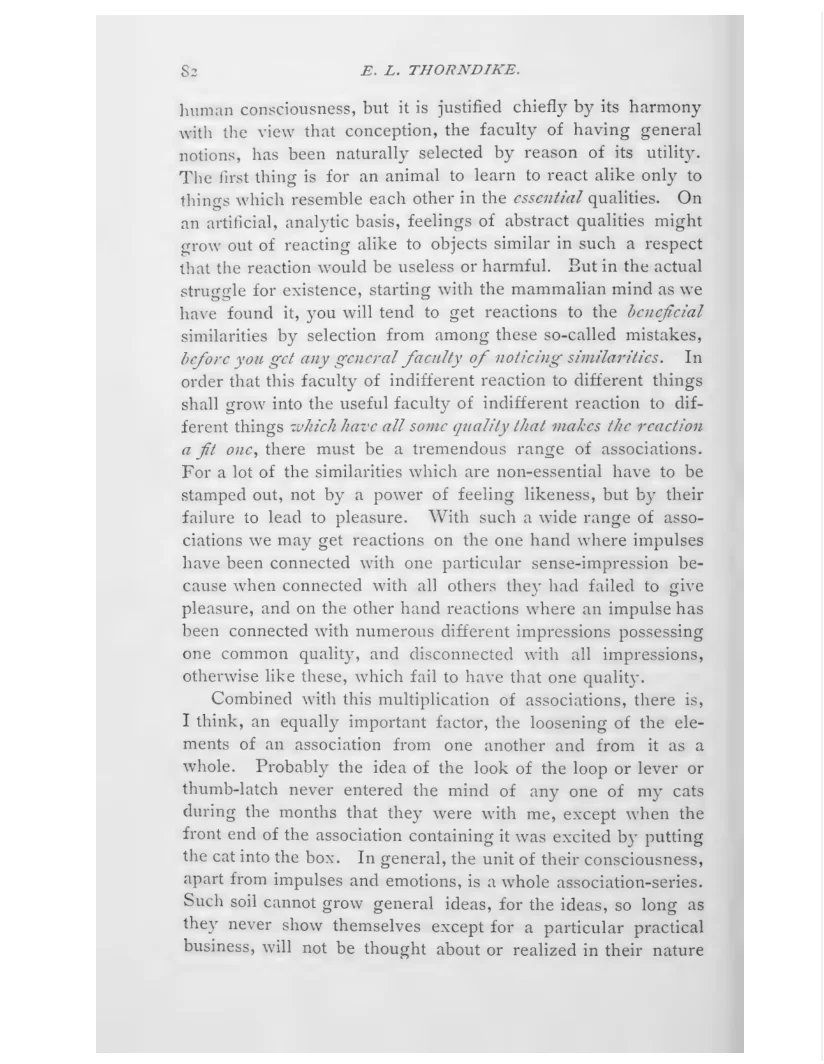 82 E. L. THORNDIKE.
human consciousness, but it is justified chiefly by its harmony
with the view that conception, the faculty of having general
notions, has been naturally selected by reason of its utility.
The first thing is for an animal to learn to react alike only to
things which resemble each other in the essential qualities. On
an artificial, analytic basis, feelings of abstract qualities might
grow out of reacting alike to objects similar in such a respect
that the reaction would be useless or harmful. But in the actual
struggle for existence, starting with the mammalian mind as we
have found it, you will tend to get reactions to the beneficial
similarities by selection from among these so-called mistakes,
before you get any general faculty of noticing similarities. In
order that this faculty of indifferent reaction to different things
shall grow into the useful faculty of indifferent reaction to dif-
ferent things which have all some quality that makes the reaction
a fit one, there must be a tremendous range of associations.
For a lot of the similarities which are non-essential have to be
stamped out, not by a power of feeling likeness, but by their
failure to lead to pleasure. With such a wide range of asso-
ciations we may get reactions on the one hand where impulses
have been connected with one particular sense-impression be-
cause when connected with all others they had failed to give
pleasure, and on the other hand reactions where an impulse has
been connected with numerous different impressions possessing
one common quality, and disconnected with all impressions,
otherwise like these, which fail to have that one quality.
Combined with this multiplication of associations, there is,
I think, an equally important factor, the loosening of the ele-
ments of an association from one another and from it as a
whole. Probably the idea of the look of the loop or lever or
thumb-latch never entered the mind of any one of my cats
during the months that they were with me, except when the
front end of the association containing it was excited by putting
the cat into the box. In general, the unit of their consciousness,
apart from impulses and emotions, is a whole association-series.
Such soil cannot grow general ideas, for the ideas, so long as
they never show themselves except for a particular practical
business, will not be thought about or realized in their nature